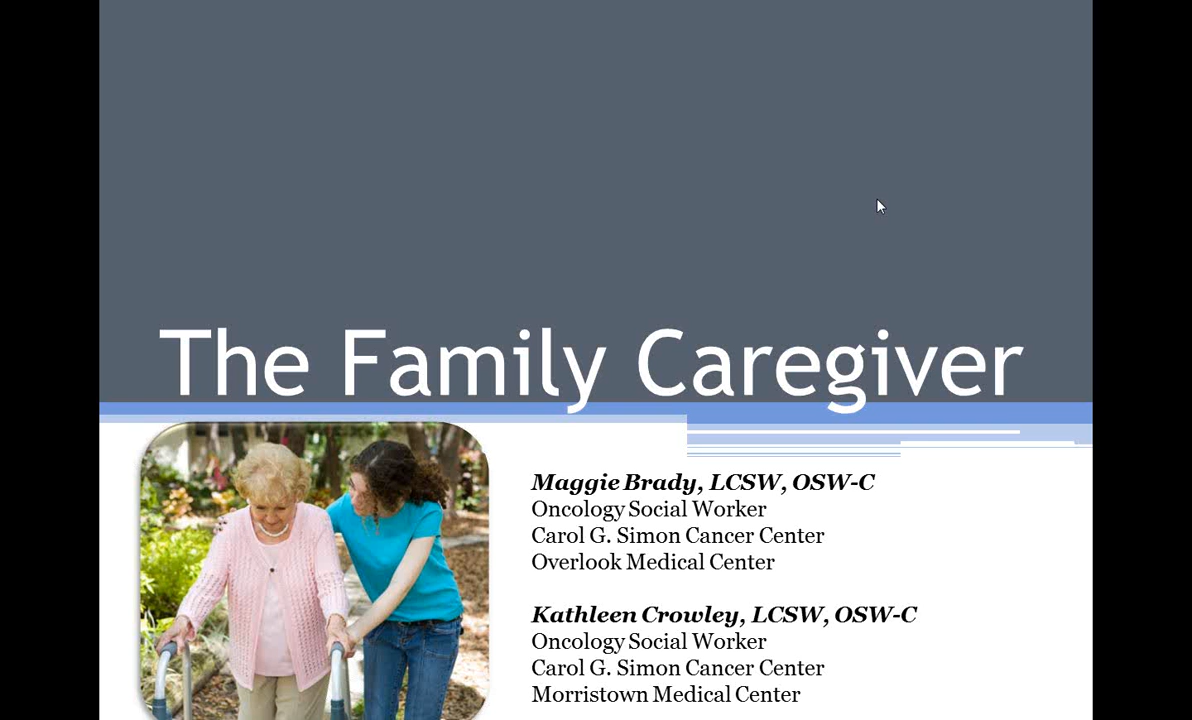 The Family Caregiver
Maggie Brady, LCSW, OSW-C
Oncology Social Worker
Carol G. Simon Cancer Center
Overlook Medical Center
Kathleen Crowley, LCSW, OSW-C
Oncology Social Worker
Carol G. Simon Cancer Center
Morristown Medical Center